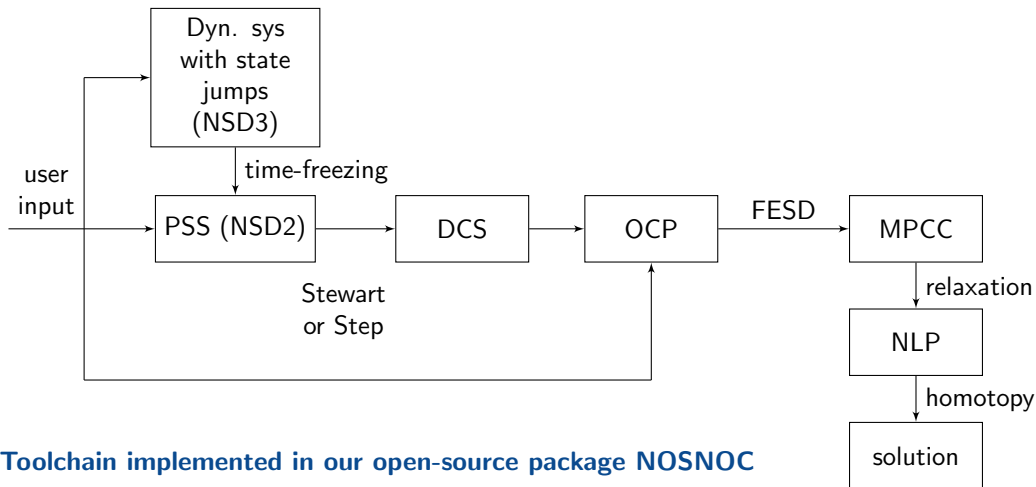 Dyn. sys
with state
jumps
(NSD3)
time-freezing
user
input
PSS (NSD2)
DCS
OCP
FESD
MPCC
Stewart
or Step
relaxation
NLP
homotopy
solution
Toolchain implemented in our open-source package NOSNOC